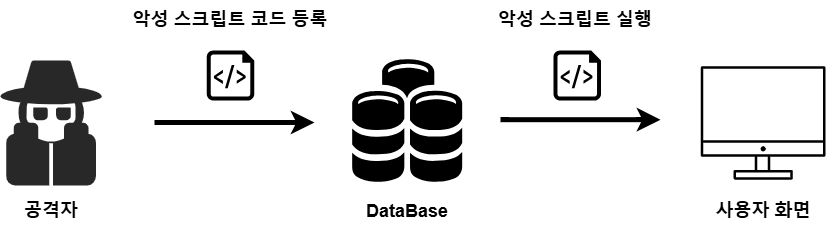 악성 스크립트 코드 등록
악성 스크립트 실행
</>
</>
공격자
DataBase
사용자 화면